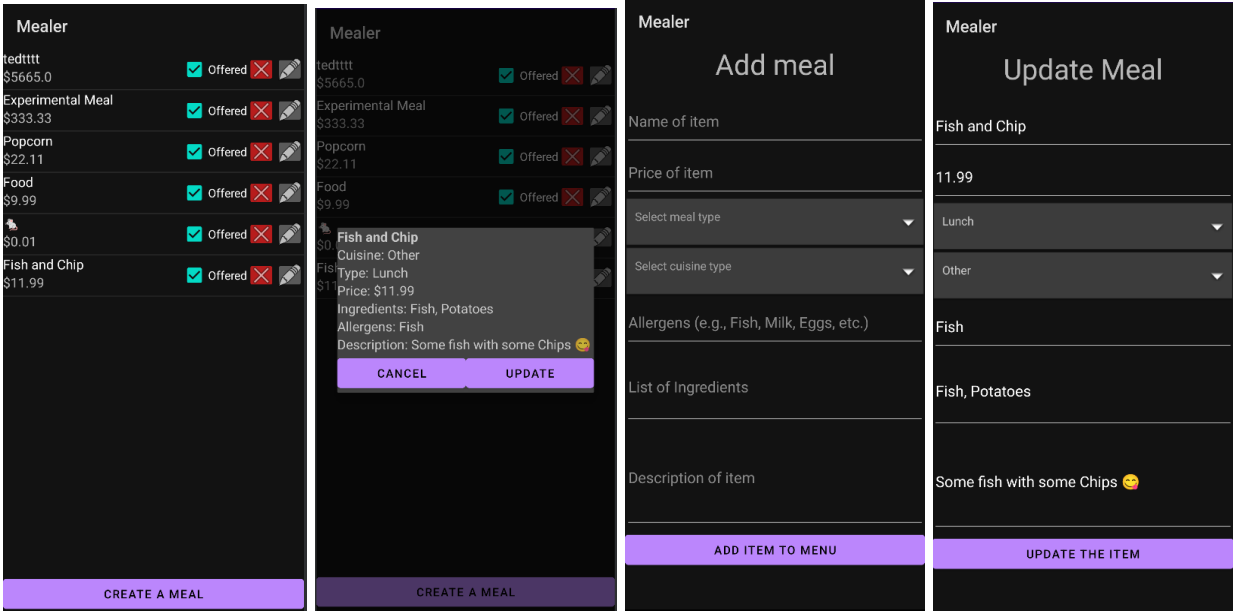 Mealer
tedtttt
$5665.0
Offered
Experimental Meal
$333.33
Offered
Popcorn
$22.11
Offered
Food
$9.99
Offered
🐁
$0.01
Offered
Fish and Chip
$11.99
Offered
CREATE A MEAL
Mealer
tedtttt
$5665.0
Offered
Experimental Meal
$333.33
Offered
Popcorn
$22.11
Offered
Food
$9.99
Offered
$0.
Fish
$11
Fish and Chip
Cuisine: Other
Type: Lunch
Price: $11.99
Ingredients: Fish, Potatoes
Allergens: Fish
Description: Some fish with some Chips 😋
CANCEL UPDATE
CREATE A MEAL
Mealer
Add meal
Name of item
Price of item
Select meal type
Select cuisine type
Allergens (e.g., Fish, Milk, Eggs, etc.)
List of Ingredients
Description of item
ADD ITEM TO MENU
Mealer
Update Meal
Fish and Chip
11.99
Lunch
Other
Fish
Fish, Potatoes
Some fish with some Chips 😋
UPDATE THE ITEM